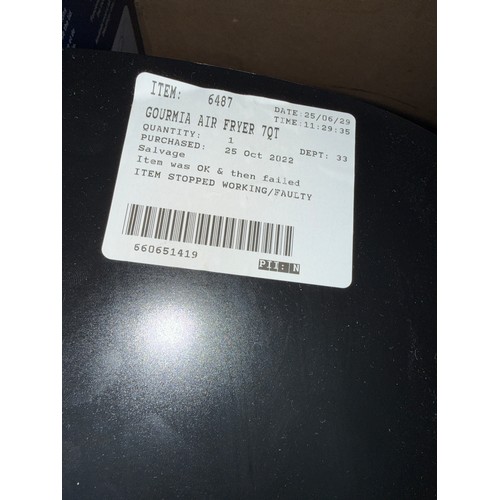 ITEM: 6487 DATE:25/06/29
GOURMIA AIR FRYER 7QT TIME:11:29:35
QUANTITY: 1
PURCHASED: 25 Oct 2022 DEPT: 33
Salvage
Item was OK & then failed
ITEM STOPPED WORKING/FAULTY
660651419
PII: N